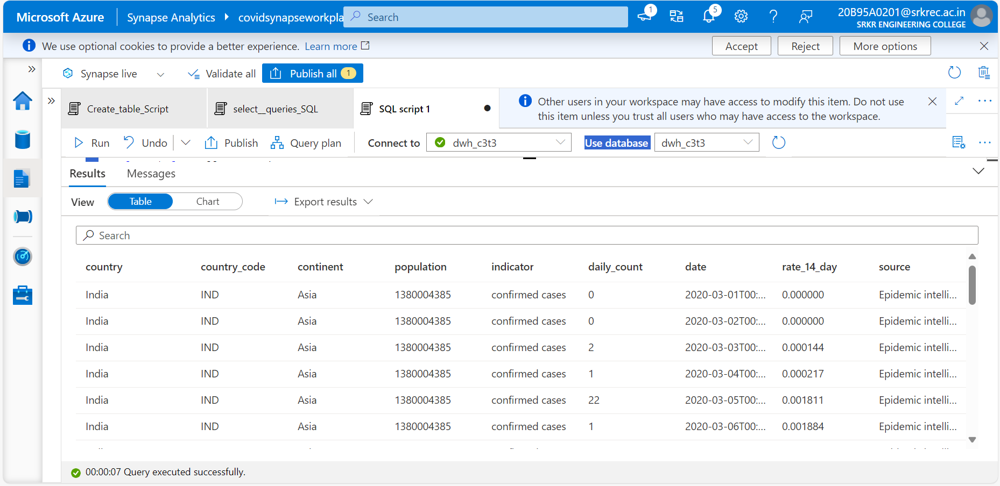 Microsoft Azure Synapse Analytics covidsynapseworkpla Search 1 5 20B95A0201@srkrec.ac.in
SRKR ENGINEERING COLLEGE
We use optional cookies to provide a better experience. Learn more Accept Reject More options
Synapse live Validate all Publish all 1
Create_table_Script select__queries_SQL SQL script 1
Other users in your workspace may have access to modify this item. Do not use
this item unless you trust all users who may have access to the workspace.
Run Undo Publish Query plan Connect to dwh_c3t3 Use database dwh_c3t3
Results Messages
View Table Chart Export results
Search
country country_code continent population indicator daily_count date rate_14_day source
India IND Asia 1380004385 confirmed cases 0 2020-03-01T00:... 0.000000 Epidemic intelli...
India IND Asia 1380004385 confirmed cases 0 2020-03-02T00:... 0.000000 Epidemic intelli...
India IND Asia 1380004385 confirmed cases 2 2020-03-03T00:... 0.000144 Epidemic intelli...
India IND Asia 1380004385 confirmed cases 1 2020-03-04T00:... 0.000217 Epidemic intelli...
India IND Asia 1380004385 confirmed cases 22 2020-03-05T00:... 0.001811 Epidemic intelli...
India IND Asia 1380004385 confirmed cases 1 2020-03-06T00:... 0.001884 Epidemic intelli...
00:00:07 Query executed successfully.